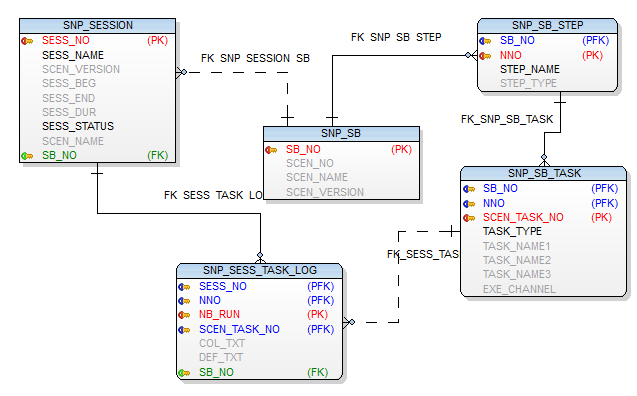 SNP_SESSION
SESS_NO (PK)
SESS_NAME
SCEN_VERSION
SESS_BEG
SESS_END
SESS_DUR
SESS_STATUS
SCEN_NAME
SB_NO (FK)
FK SNP SESSION SB
FK SNP SB STEP
SNP_SB_STEP
SB_NO (PFK)
NNO (PK)
STEP_NAME
STEP_TYPE
FK_SNP_SB_TASK
SNP_SB
SB_NO (PK)
SCEN_NO
SCEN_NAME
SCEN_VERSION
SNP_SB_TASK
SB_NO (PFK)
NNO (PFK)
SCEN_TASK_NO (PK)
TASK_TYPE
TASK_NAME1
TASK_NAME2
TASK_NAME3
EXE_CHANNEL
FK SESS TASK LO
FK_SESS_TAS
SNP_SESS_TASK_LOG
SESS_NO (PFK)
NNO (PFK)
NB_RUN (PK)
SCEN_TASK_NO (PFK)
COL_TXT
DEF_TXT
SB_NO (FK)